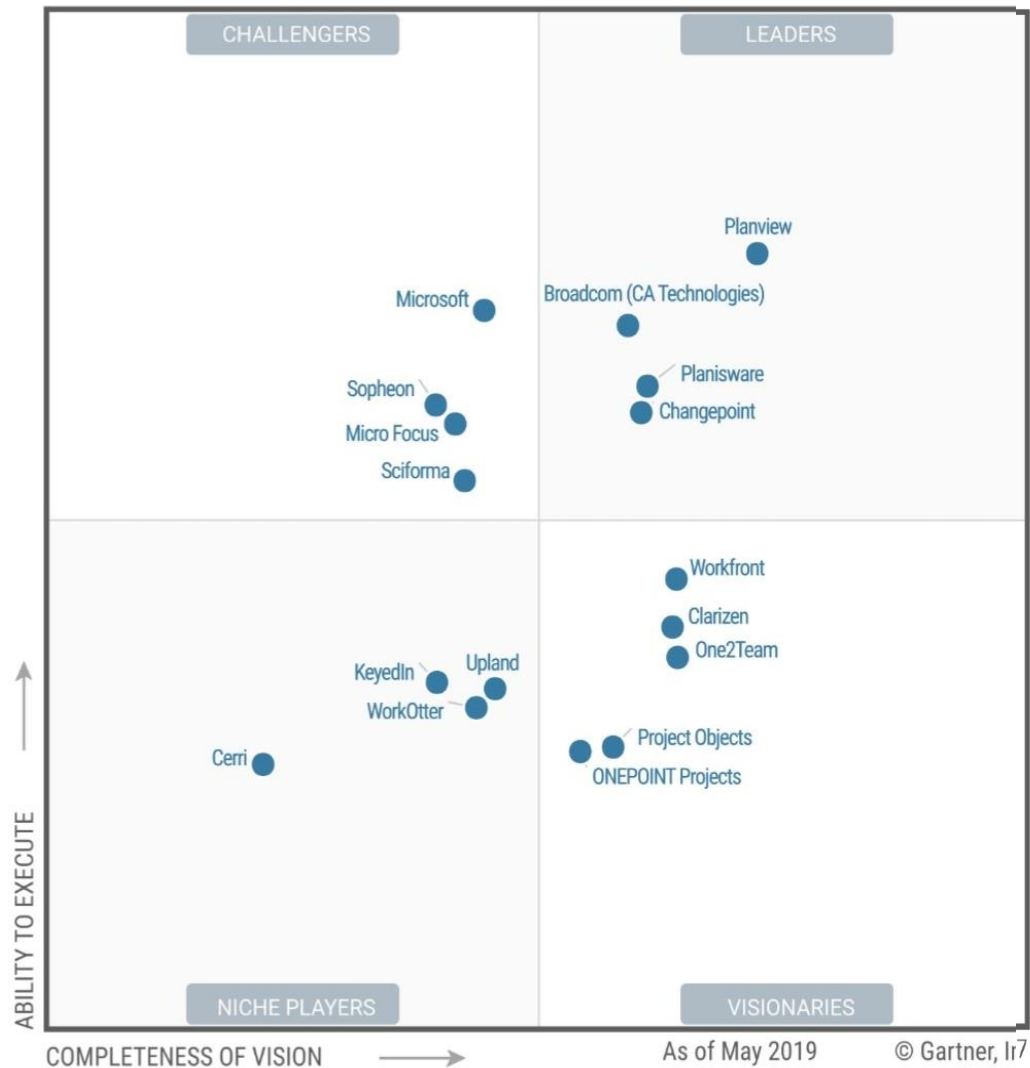 CHALLENGERS
LEADERS
Planview
Broadcom (CA Technologies)
Microsoft
Planisware
Sopheon
Changepoint
Micro Focus
Sciforma
Workfront
Clarizen
One2Team
Upland
KeyedIn
WorkOtter
Project Objects
Cerri
ONEPOINT Projects
ABILITY TO EXECUTE
NICHE PLAYERS
VISIONARIES
COMPLETENESS OF VISION
As of May 2019
© Gartner, Ir7